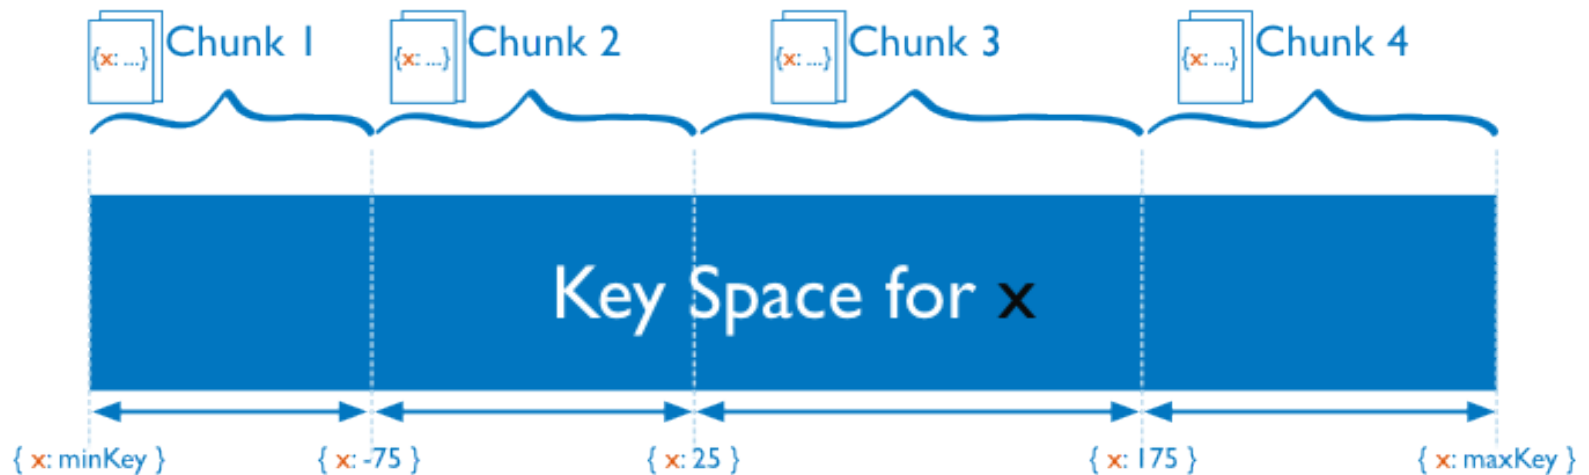 {x: ...} Chunk 1
{x: ...} Chunk 2
{x: ...} Chunk 3
{x: ...} Chunk 4
Key Space for x
{ x: minKey }
{ x: -75 }
{ x: 25 }
{ x: 175 }
{ x: maxKey }